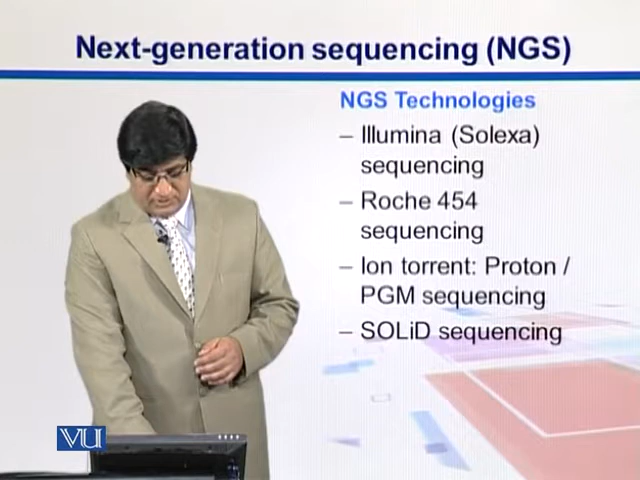 Next-generation sequencing (NGS)
NGS Technologies
– Illumina (Solexa)
sequencing
– Roche 454
sequencing
– Ion torrent: Proton /
PGM sequencing
– SOLiD sequencing
VU